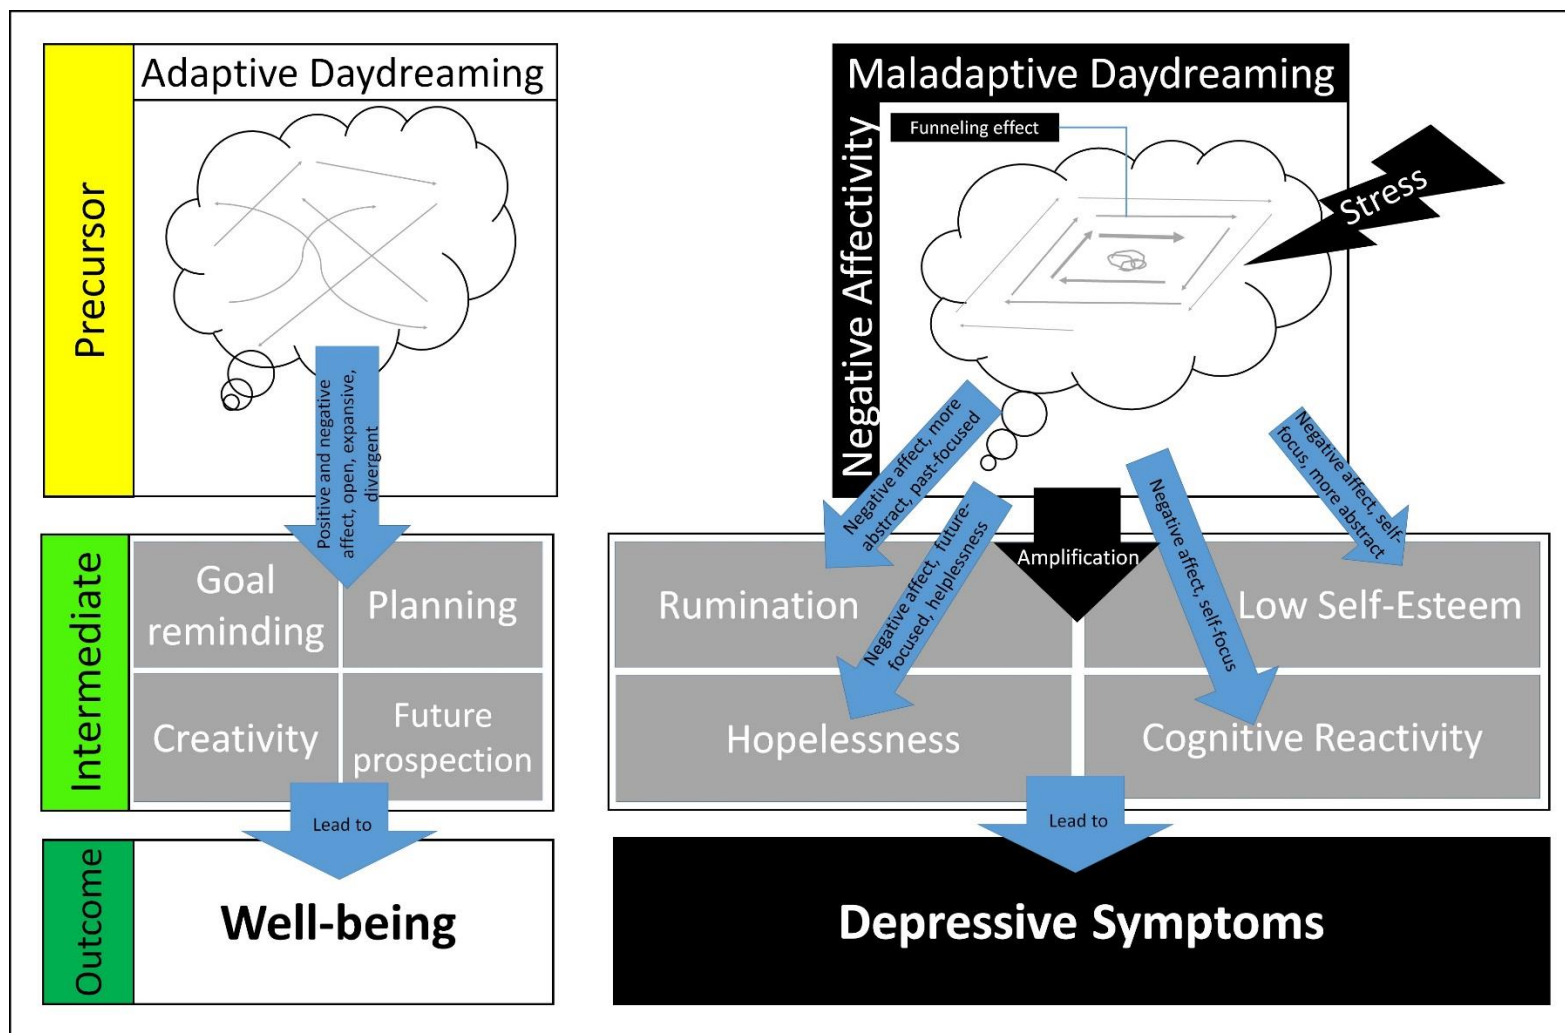 Precursor
Adaptive Daydreaming
Positive and negative
affect, open, expansive,
divergent
Maladaptive Daydreaming
Negative Affectivity
Funneling effect
Stress
Negative affect, more
abstract, past-focused
Negative affect, future-
focused, helplessness
Amplification
Negative affect, self-focus
Negative affect, self-
focus, more abstract
Intermediate
Goal
reminding
Planning
Creativity
Future
prospection
Lead to
Rumination
Low Self-Esteem
Hopelessness
Cognitive Reactivity
Lead to
Outcome
Well-being
Depressive Symptoms